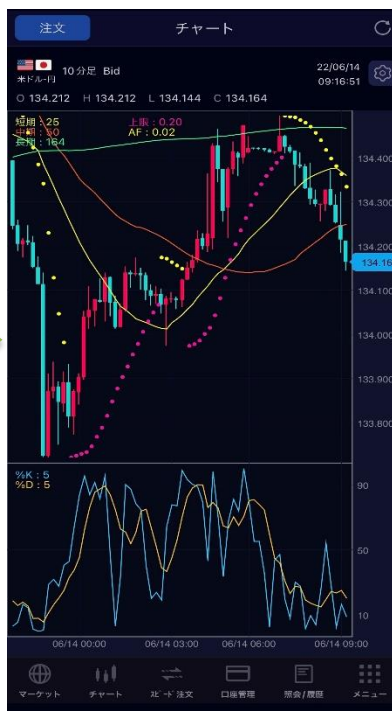 注文 チャート
米ドル-円 10分足 Bid 22/06/14
09:16:51
O 134.212 H 134.212 L 134.144 C 134.164
短期 : 25 上限 : 0.20
中期 : 50 AF : 0.02
長期 : 164
134.400
134.300
134.200
134.16
134.100
134.000
133.900
133.800
%K : 5
%D : 5
90
50
10
06/14 00:00 06/14 03:00 06/14 06:00 06/14 09:00
マーケット チャート スピード注文 口座管理 照会/履歴 メニュー